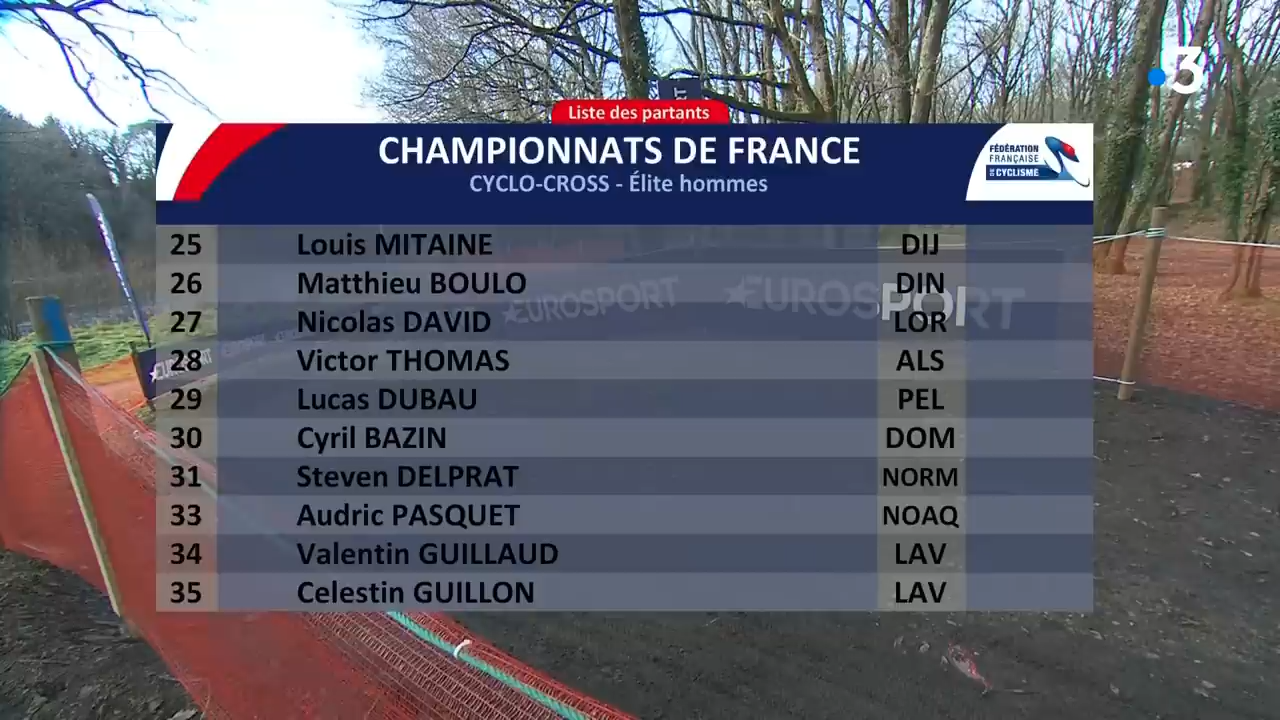 3
Liste des partants
CHAMPIONNATS DE FRANCE
CYCLO-CROSS - Élite hommes
FÉDÉRATION
FRANÇAISE
DE CYCLISME
25 Louis MITAINE DIJ
26 Matthieu BOULO DIN
27 Nicolas DAVID LOR
28 Victor THOMAS ALS
29 Lucas DUBAU PEL
30 Cyril BAZIN DOM
31 Steven DELPRAT NORM
33 Audric PASQUET NOAQ
34 Valentin GUILLAUD LAV
35 Celestin GUILLON LAV
EUROSPORT
EUROSPORT
EUROSPORT